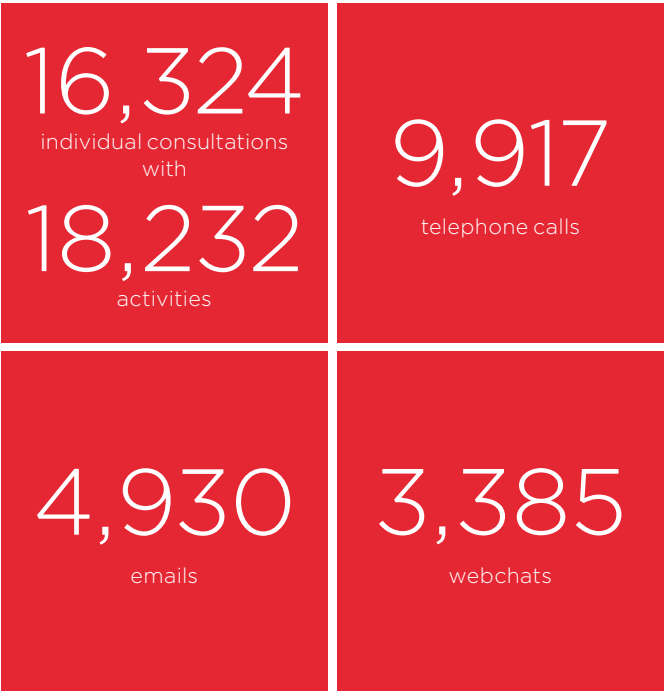 16,324
individual consultations
with
18,232
activities
9,917
telephone calls
4,930
emails
3,385
webchats